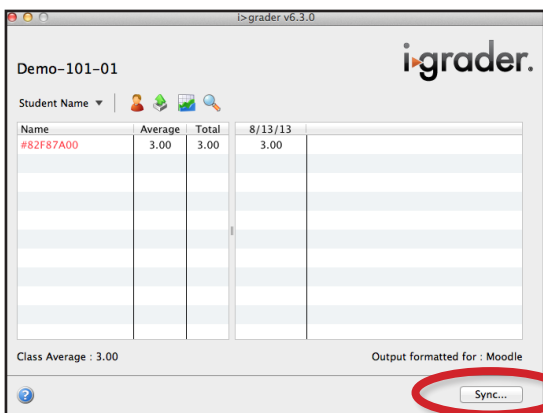 i>grader v6.3.0
i>grader.
Demo-101-01
Student Name
Name Average Total 8/13/13
#82F87A00 3.00 3.00 3.00
Class Average : 3.00 Output formatted for : Moodle
? Sync...